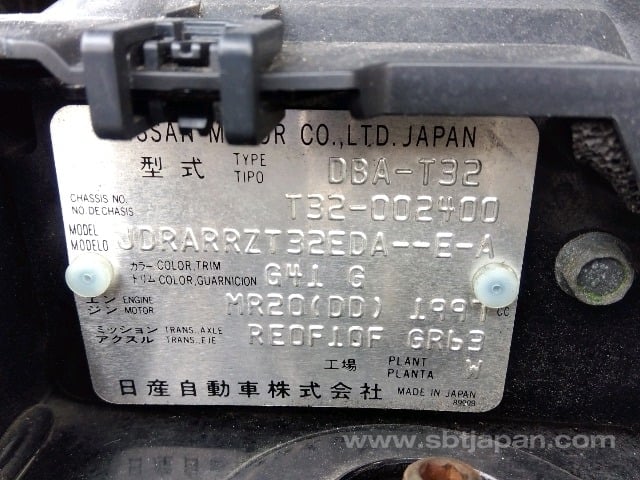 SSAN M OR CO.,LTD.JAPAN
型式 TYPE TIPO DBA-T32
CHASSIS NO. NO.DE CHASIS T32-002400
MODEL MODELO JDRARRZT32EDA--E-A
カラー トリム COLOR,TRIM COLOR,GUARNICION G41 G
エンジン ENGINE MOTOR MR20(DD) 1997 CC
ミッション アクスル TRANS.,AXLE TRANS.,EJE RE0F10F GR63
工場 PLANT PLANTA W
日産自動車株式会社 MADE IN JAPAN
www.sbtjapan.com